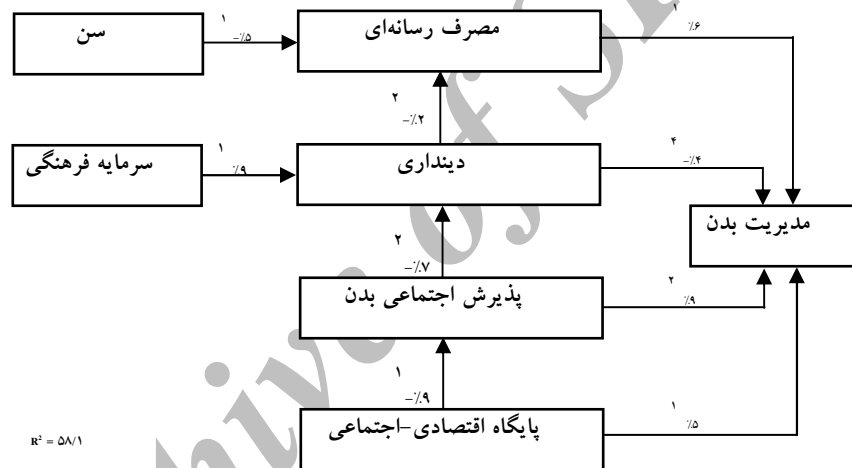 سن
۱
-٪۵
مصرف رسانه‌ای
۱
٪۶
۲
-٪۲
سرمایه فرهنگی
۱
٪۹
دینداری
۴
-٪۴
مدیریت بدن
۲
-٪۷
پذیرش اجتماعی بدن
۲
٪۹
۱
-٪۹
پایگاه اقتصادی-اجتماعی
۱
٪۵
R² = ۵۸/۱